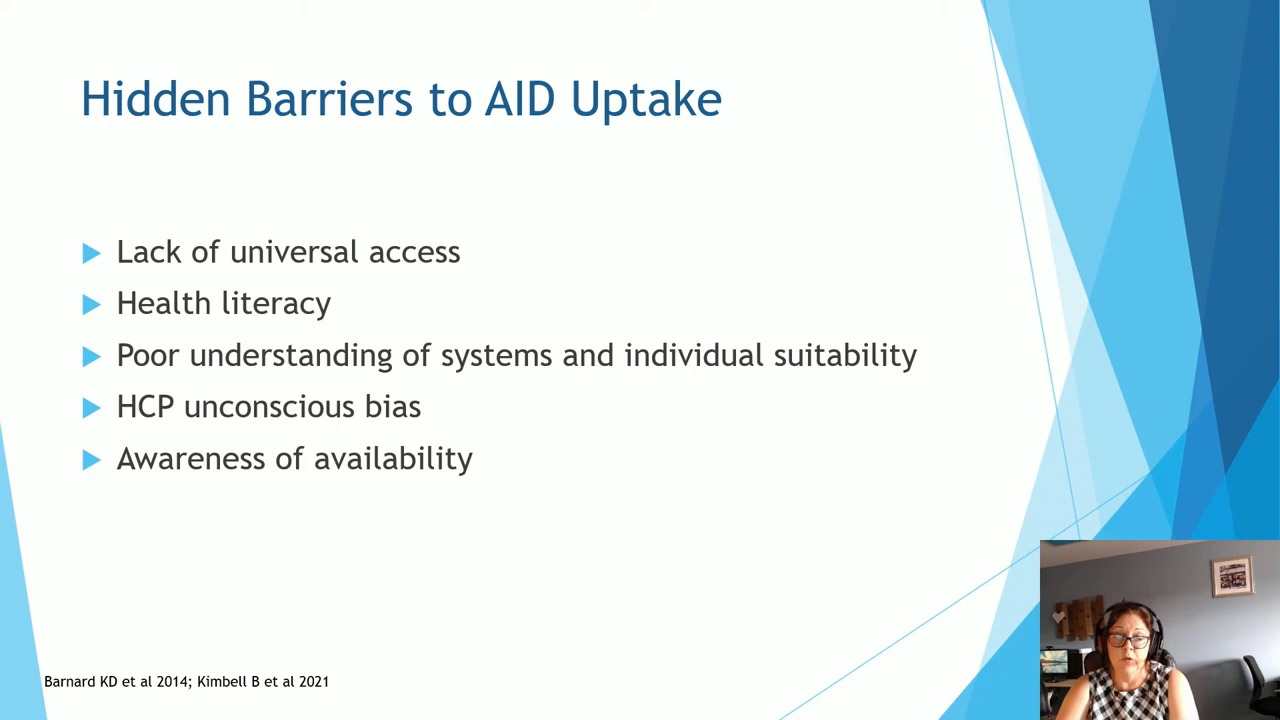 Hidden Barriers to AID Uptake
Lack of universal access
Health literacy
Poor understanding of systems and individual suitability
HCP unconscious bias
Awareness of availability
Barnard KD et al 2014; Kimbell B et al 2021